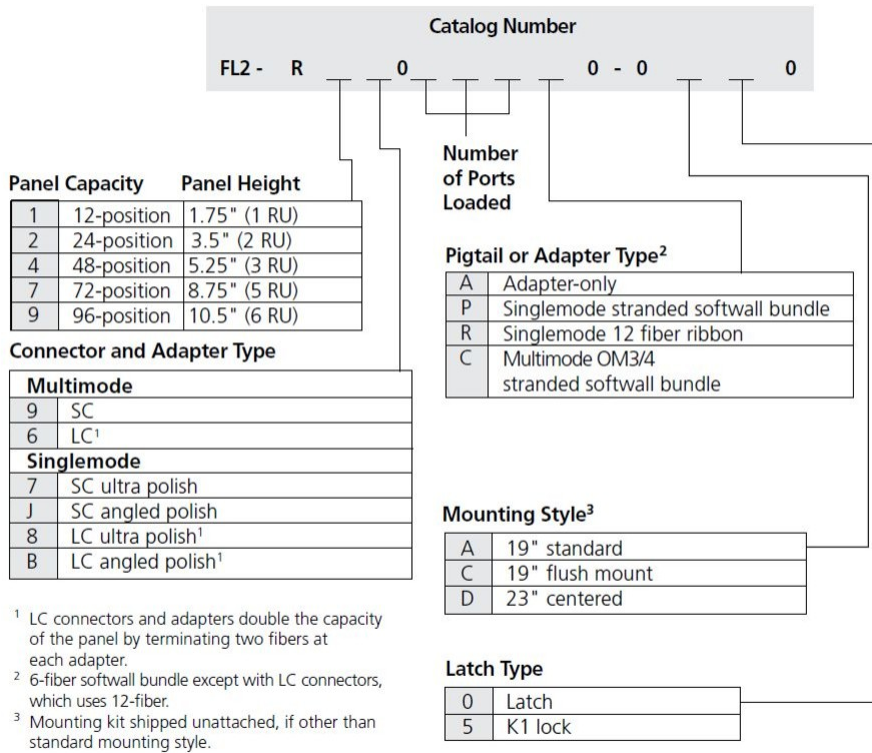 Catalog Number
FL2 - R __ __ 0 __ __ __ __ 0 - 0 __ __ 0
Number
of Ports
Loaded
Panel Capacity Panel Height
1 12-position 1.75" (1 RU)
2 24-position 3.5" (2 RU)
4 48-position 5.25" (3 RU)
7 72-position 8.75" (5 RU)
9 96-position 10.5" (6 RU)
Connector and Adapter Type
Multimode
9 SC
6 LC¹
Singlemode
7 SC ultra polish
J SC angled polish
8 LC ultra polish¹
B LC angled polish¹
¹ LC connectors and adapters double the capacity
of the panel by terminating two fibers at
each adapter.
² 6-fiber softwall bundle except with LC connectors,
which uses 12-fiber.
³ Mounting kit shipped unattached, if other than
standard mounting style.
Pigtail or Adapter Type²
A Adapter-only
P Singlemode stranded softwall bundle
R Singlemode 12 fiber ribbon
C Multimode OM3/4
stranded softwall bundle
Mounting Style³
A 19" standard
C 19" flush mount
D 23" centered
Latch Type
0 Latch
5 K1 lock